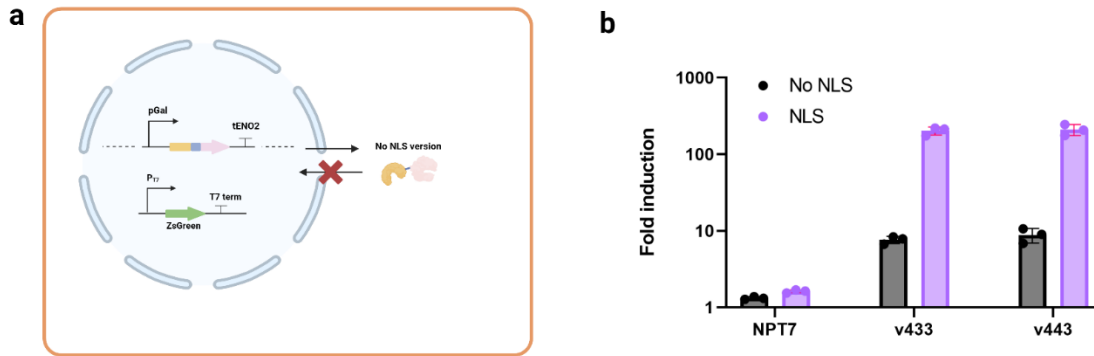 a
pGal
tENO2
No NLS version
PT7
T7 term
ZsGreen
b
Fold induction
1000
100
10
1
No NLS
NLS
NPT7
v433
v443